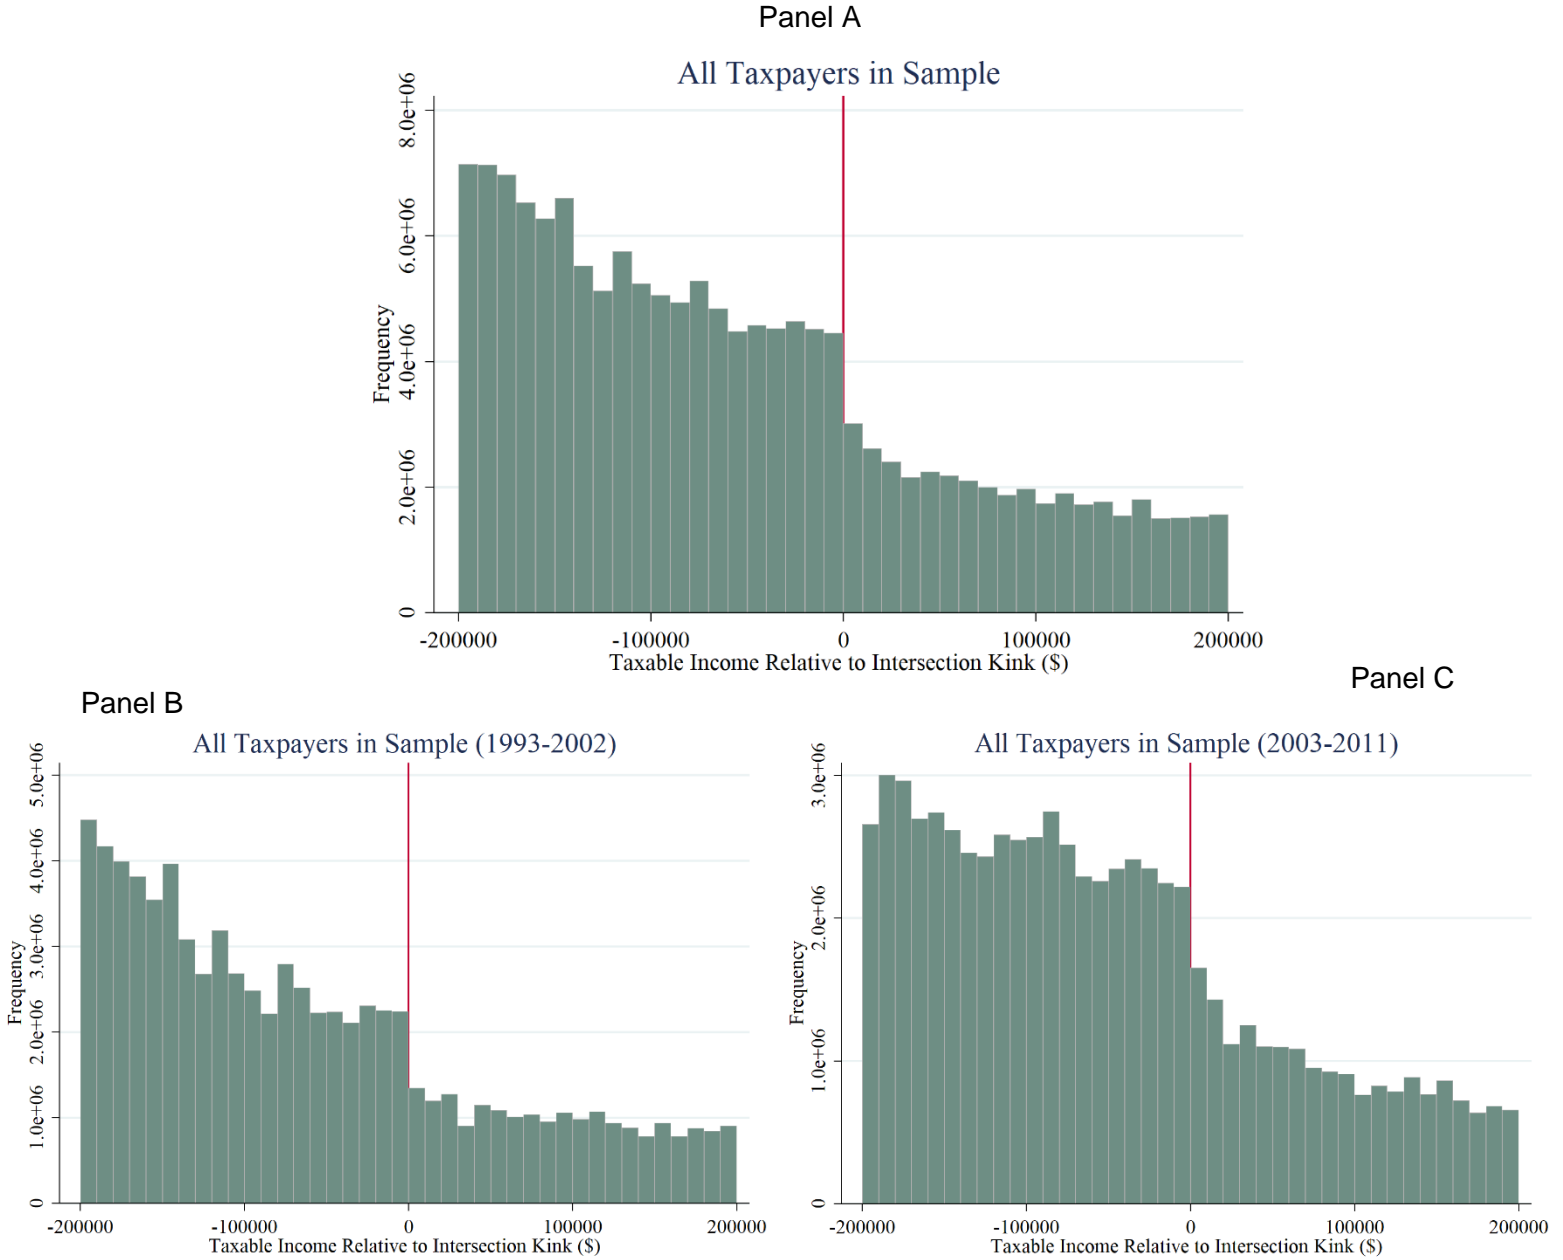 Panel A
All Taxpayers in Sample
Frequency
8.0e+06
6.0e+06
4.0e+06
2.0e+06
0
-200000 -100000 0 100000 200000
Taxable Income Relative to Intersection Kink ($)
Panel B
All Taxpayers in Sample (1993-2002)
Frequency
5.0e+06
4.0e+06
3.0e+06
2.0e+06
1.0e+06
0
-200000 -100000 0 100000 200000
Taxable Income Relative to Intersection Kink ($)
Panel C
All Taxpayers in Sample (2003-2011)
Frequency
3.0e+06
2.0e+06
1.0e+06
0
-200000 -100000 0 100000 200000
Taxable Income Relative to Intersection Kink ($)